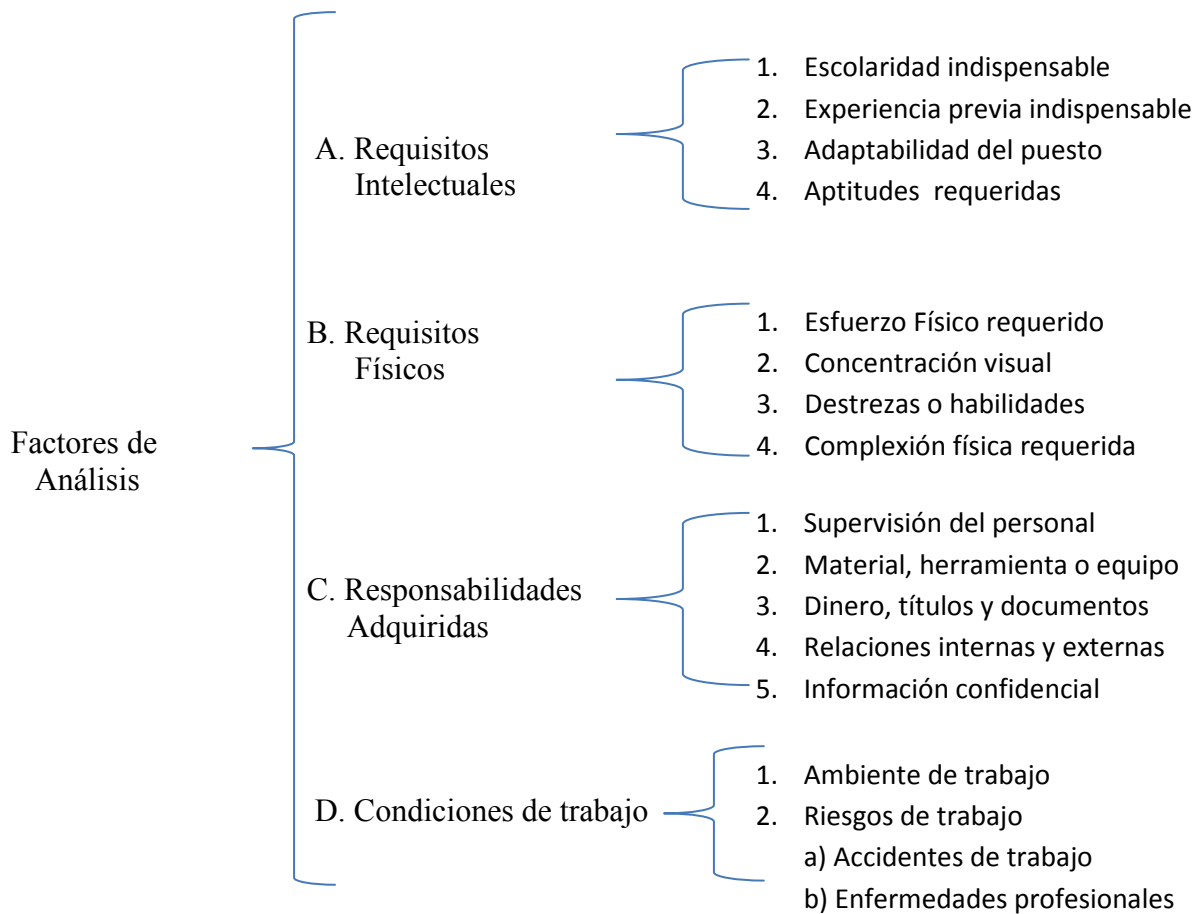 Factores de
Análisis
A. Requisitos
Intelectuales
1. Escolaridad indispensable
2. Experiencia previa indispensable
3. Adaptabilidad del puesto
4. Aptitudes requeridas
B. Requisitos
Físicos
1. Esfuerzo Físico requerido
2. Concentración visual
3. Destrezas o habilidades
4. Complexión física requerida
C. Responsabilidades
Adquiridas
1. Supervisión del personal
2. Material, herramienta o equipo
3. Dinero, títulos y documentos
4. Relaciones internas y externas
5. Información confidencial
D. Condiciones de trabajo
1. Ambiente de trabajo
2. Riesgos de trabajo
a) Accidentes de trabajo
b) Enfermedades profesionales